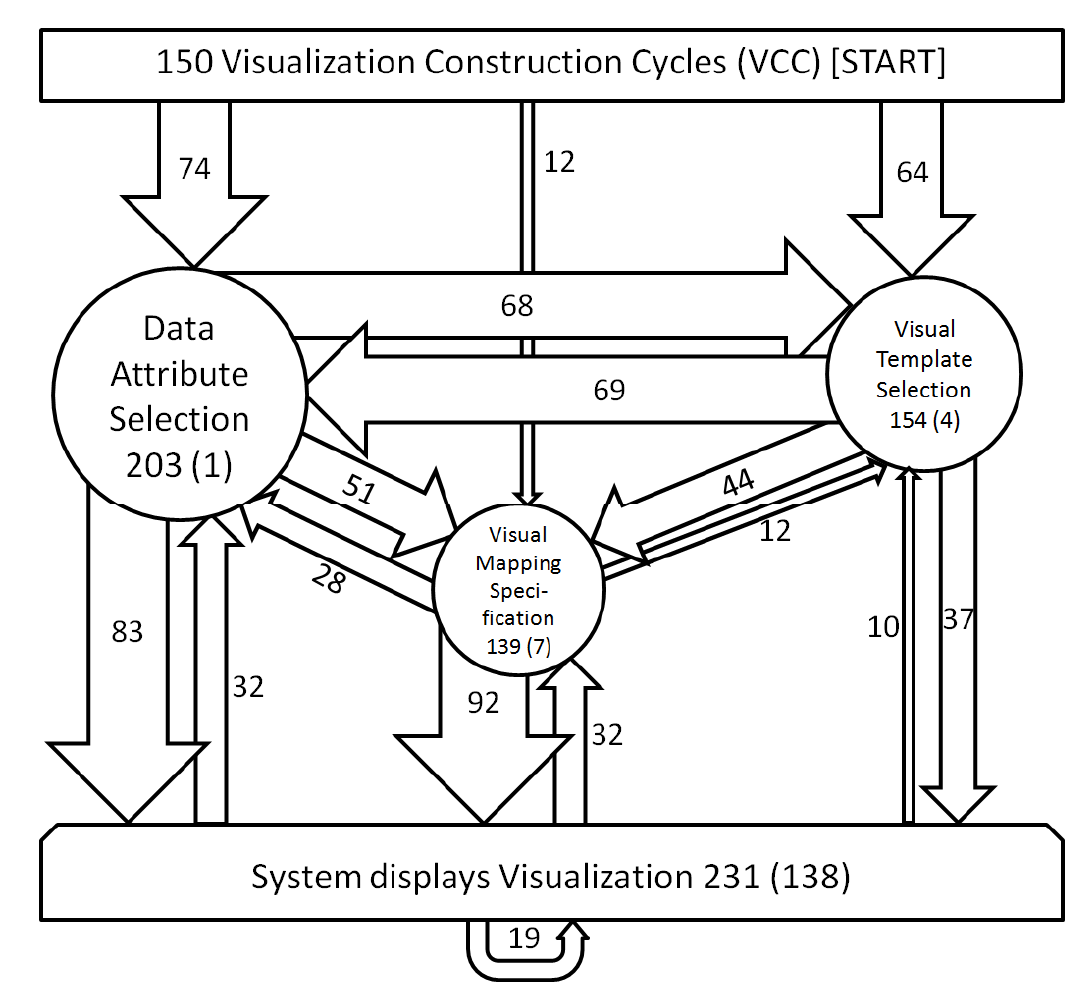 150 Visualization Construction Cycles (VCC) [START]
74
12
64
68
Data
Attribute
Selection
203 (1)
Visual
Template
Selection
154 (4)
69
51
44
28
12
Visual
Mapping
Speci-
fication
139 (7)
83
32
92
32
10
37
System displays Visualization 231 (138)
19